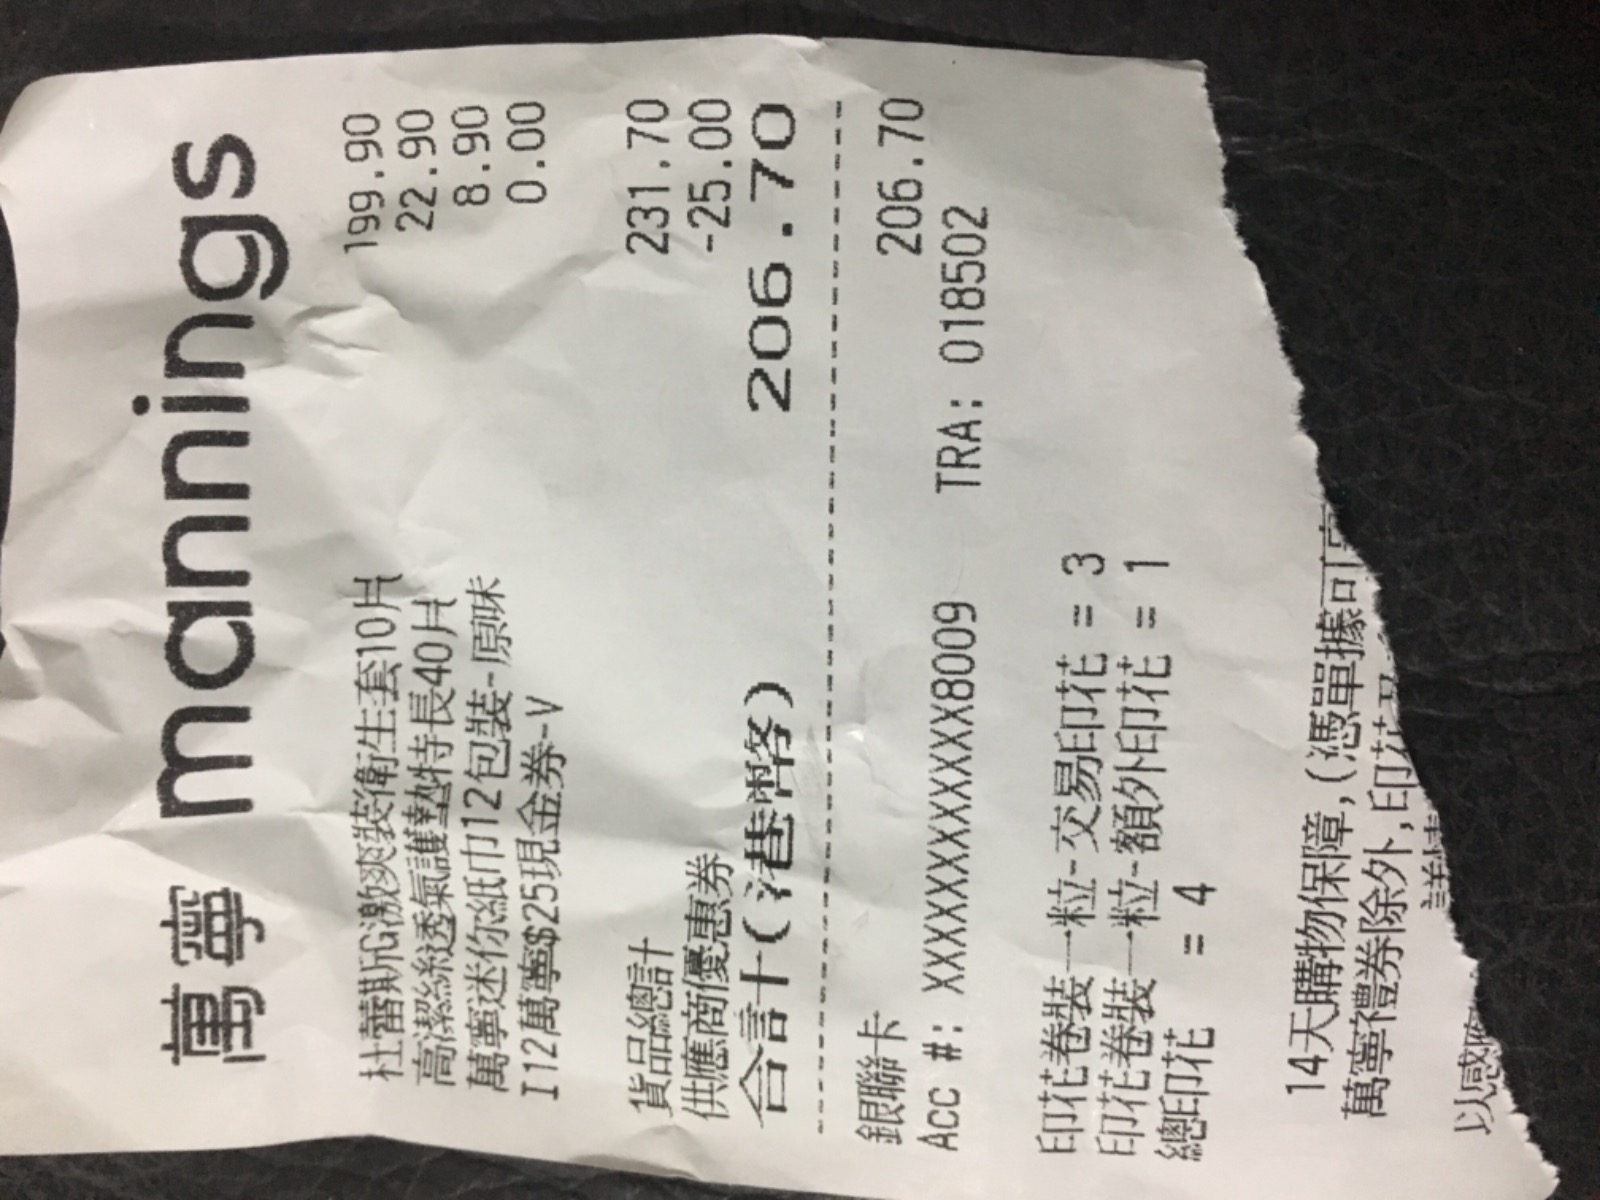 萬寧 mannings
杜蕾斯G激爽裝衛生套10片 199.90
高潔絲透氣護墊特長40片 22.90
萬寧迷你紙巾12包裝-原味 8.90
I12萬寧$25現金券-V 0.00
貨品總計 231.70
供應商優惠券 -25.00
合計(港幣) 206.70
銀聯卡 206.70
Acc #: XXXXXXXXXXXX8009 TRA: 018502
印花卷裝一粒-交易印花 = 3
印花卷裝一粒-額外印花 = 1
總印花 = 4
14天購物保障,(憑單據可
萬寧禮券除外,印花
詳情
以感應